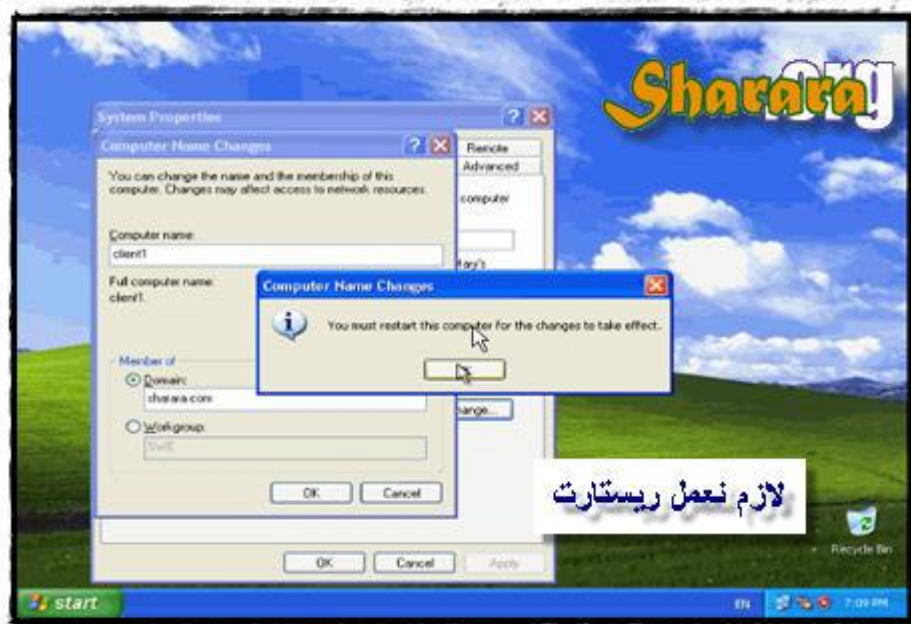 Sharara.org
System Properties
Computer Name Changes
Remote
Advanced
You can change the name and the membership of this
computer. Changes may affect access to network resources.
computer
Computer name:
client1
Mary's
Full computer name:
client1.
Computer Name Changes
You must restart this computer for the changes to take effect.
Member of
Domain:
sharara.com
Workgroup:
OK
Cancel
لازم نعمل ريستارت
OK
Cancel
Apply
Recycle Bin
start
EN
7:09 PM